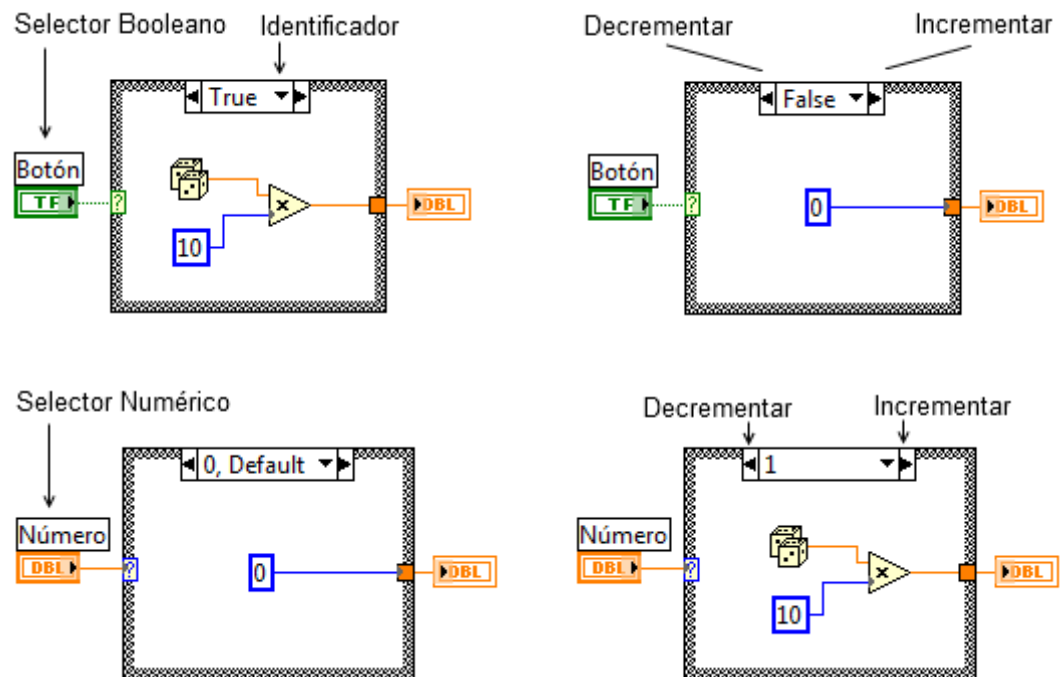 Selector Booleano
Identificador
Decrementar
Incrementar
True
False
Botón
TF
?
10
DBL
Botón
TF
?
0
DBL
Selector Numérico
Decrementar
Incrementar
0, Default
1
Número
DBL
?
0
DBL
Número
DBL
?
10
DBL